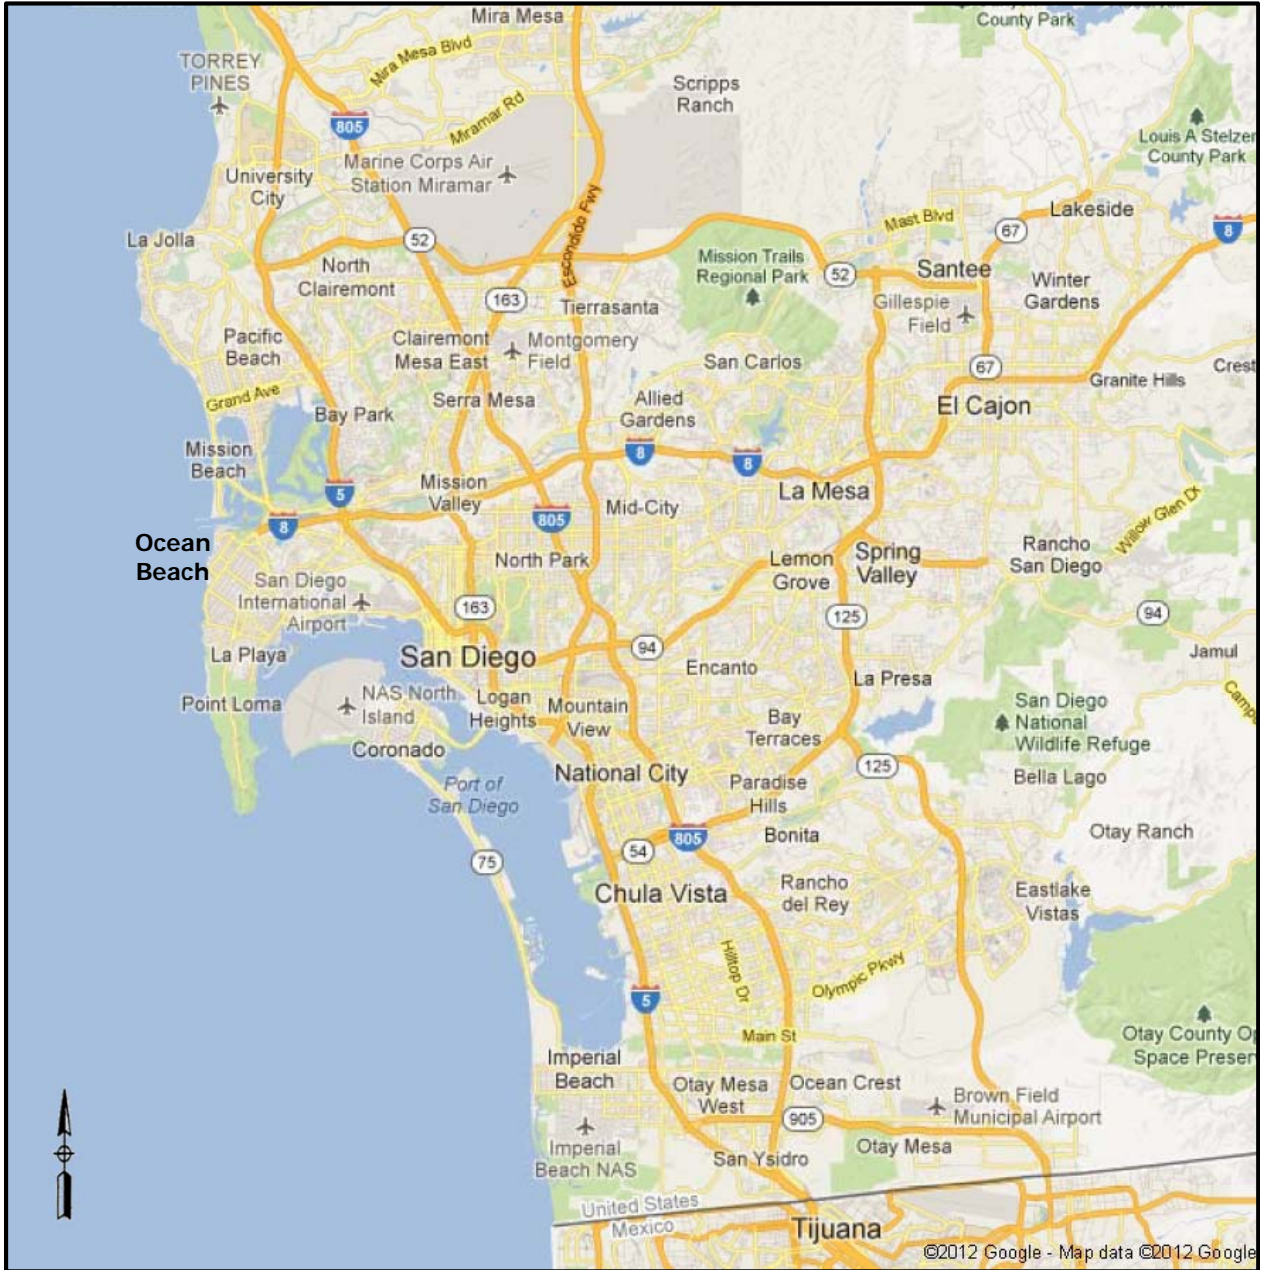 Mira Mesa
County Park
Mira Mesa Blvd
TORREY
PINES
Scripps
Ranch
Miramar Rd
805
Louis A Stelzer
County Park
Marine Corps Air
Station Miramar
University
City
Escondido Fwy
Lakeside
Mast Blvd
67
8
La Jolla
52
North
Clairemont
Mission Trails
Regional Park
52
Santee
Winter
Gardens
163
Tierrasanta
Gillespie
Field
Pacific
Beach
Clairemont
Mesa East
Montgomery
Field
San Carlos
67
Crest
Granite Hills
Grand Ave
Serra Mesa
Allied
Gardens
El Cajon
Bay Park
Mission
Beach
8
8
5
Mission
Valley
La Mesa
8
805
Mid-City
Willow Glen Dr
Ocean
Beach
North Park
Lemon
Grove
Spring
Valley
Rancho
San Diego
San Diego
International
Airport
163
125
94
La Playa
San Diego
94
Encanto
Jamul
La Presa
Point Loma
NAS North
Island
Logan
Heights
Mountain
View
Bay
Terraces
San Diego
National
Wildlife Refuge
Coronado
National City
125
Bella Lago
Port of
San Diego
Paradise
Hills
805
Bonita
Otay Ranch
54
75
Chula Vista
Rancho
del Rey
Eastlake
Vistas
Hilltop Dr
Olympic Pkwy
5
Main St
Otay County Op
Space Preser
Imperial
Beach
Otay Mesa
West
Ocean Crest
905
Brown Field
Municipal Airport
Imperial
Beach NAS
San Ysidro
Otay Mesa
United States
Mexico
Tijuana
©2012 Google - Map data ©2012 Google